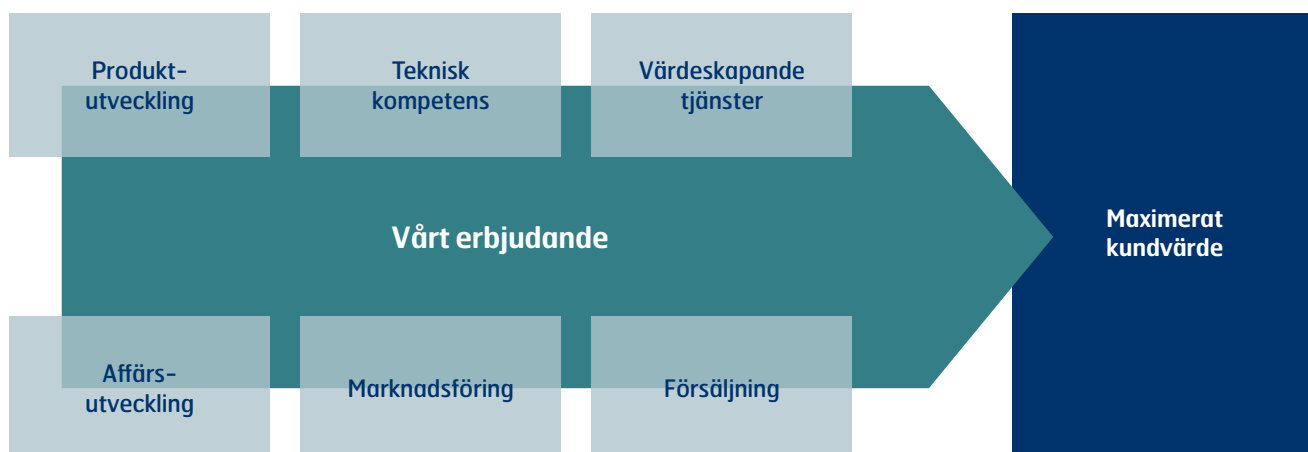 Produkt-
utveckling
Teknisk
kompetens
Värdeskapande
tjänster
Vårt erbjudande
Maximerat
kundvärde
Affärs-
utveckling
Marknadsföring
Försäljning